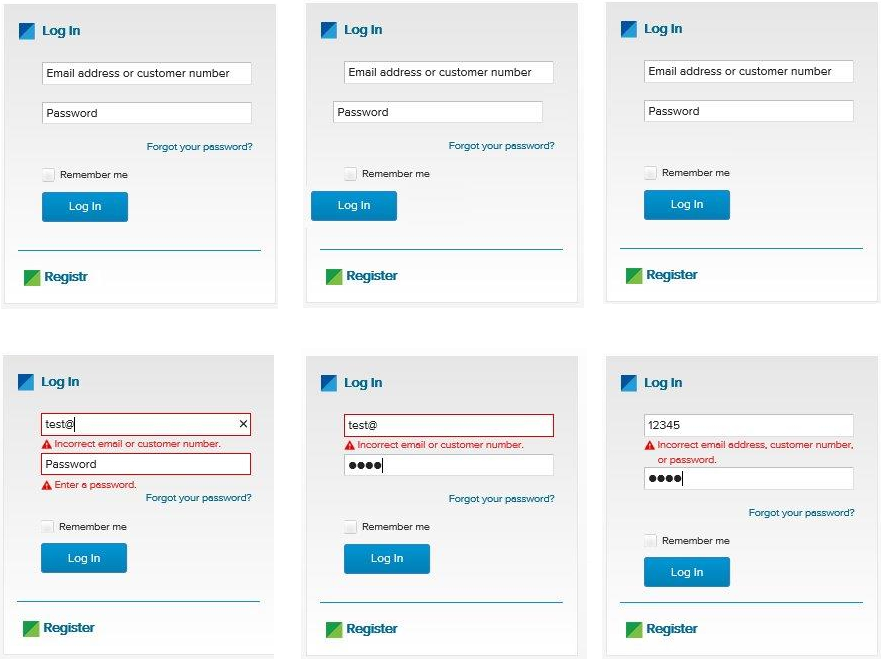 Log In
Email address or customer number
Password
Forgot your password?
Remember me
Log In
Registr
Log In
Email address or customer number
Password
Forgot your password?
Remember me
Log In
Register
Log In
Email address or customer number
Password
Remember me
Log In
Register
Log In
test@
Incorrect email or customer number.
Password
Enter a password.
Forgot your password?
Remember me
Log In
Register
Log In
test@
Incorrect email or customer number.
Forgot your password?
Remember me
Log In
Register
Log In
12345
Incorrect email address, customer number,
or password.
Forgot your password?
Remember me
Log In
Register